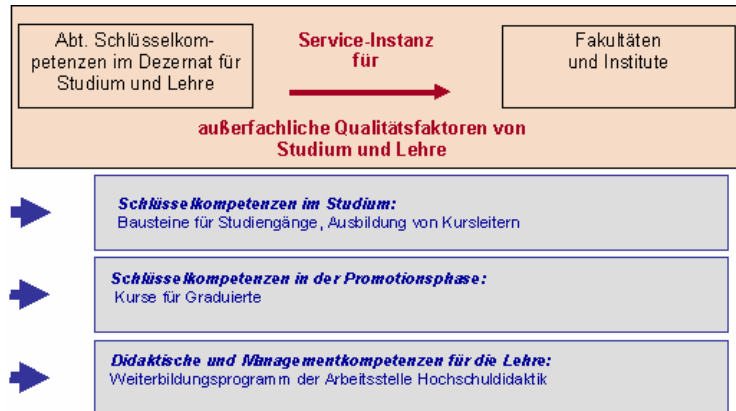 Abt. Schlüsselkom-
petenzen im Dezernat für
Studium und Lehre
Service-Instanz
für
Fakultäten
und Institute
außerfachliche Qualitätsfaktoren von
Studium und Lehre
Schlüsselkompetenzen im Studium:
Bausteine für Studiengänge, Ausbildung von Kursleitern
Schlüsselkompetenzen in der Promotionsphase:
Kurse für Graduierte
Didaktische und Managementkompetenzen für die Lehre:
Weiterbildungsprogramm der Arbeitsstelle Hochschuldidaktik